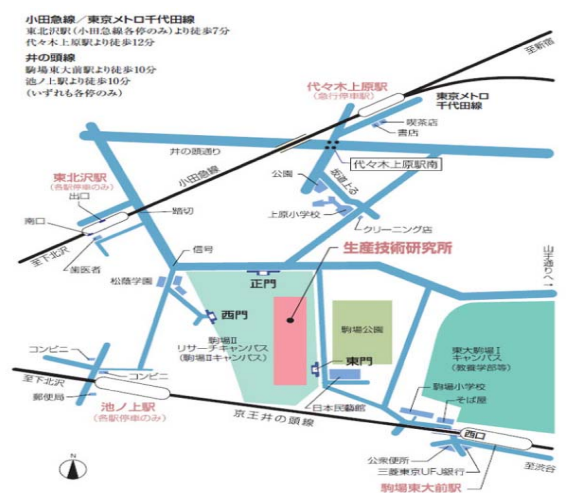 小田急線／東京メトロ千代田線
東北沢駅(小田急線各停のみ)より徒歩7分
代々木上原駅より徒歩12分
井の頭線
駒場東大前駅より徒歩10分
池ノ上駅より徒歩10分
(いずれも各停のみ)
至新宿
代々木上原駅
(急行停車駅)
東京メトロ
千代田線
喫茶店
書店
井の頭通り
代々木上原駅南
東北沢駅
(各駅停車のみ)
小田急線
公園
坂道上る
出口
踏切
上原小学校
南口
クリーニング店
至下北沢
歯医者
信号
生産技術研究所
山手通りへ→
松蔭学園
正門
西門
駒場II
リサーチキャンパス
(駒場IIキャンパス)
駒場公園
東大駒場I
キャンパス
(教養学部等)
コンビニ
東門
至下北沢
コンビニ
駒場小学校
郵便局
そば屋
池ノ上駅
(各駅停車のみ)
京王井の頭線
日本民藝館
西口
公衆便所
三菱東京UFJ銀行
至渋谷
駒場東大前駅
N